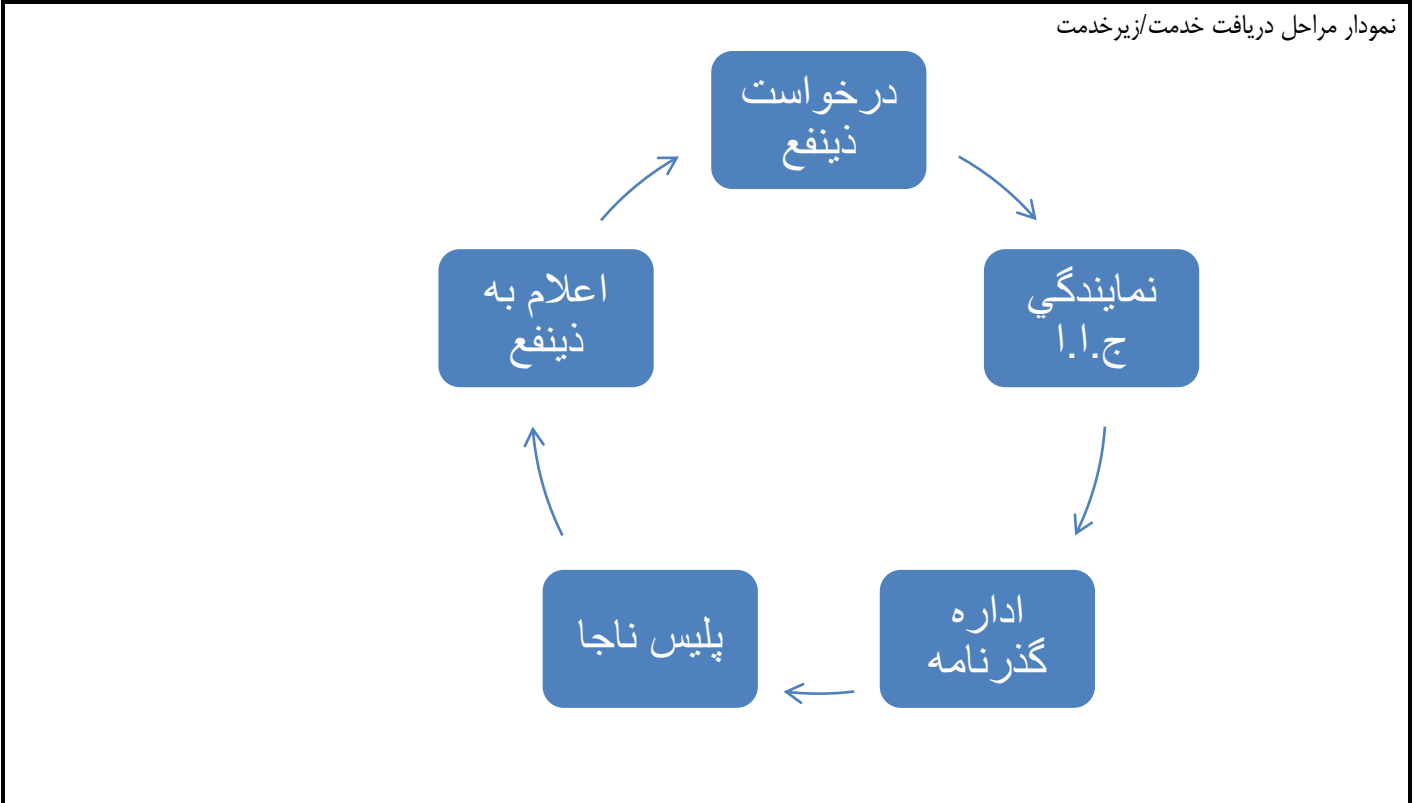 نمودار مراحل دریافت خدمت/زیرخدمت
درخواست
ذینفع
نمايندگي
ج.ا.ا
اداره
گذرنامه
پلیس ناجا
اعلام به
ذینفع